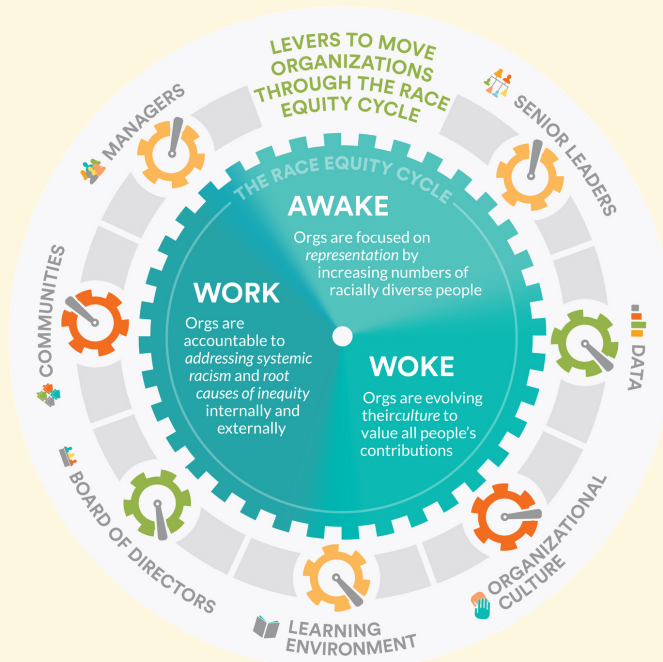 LEVERS TO MOVE
ORGANIZATIONS
THROUGH THE RACE
EQUITY CYCLE
SENIOR LEADERS
DATA
ORGANIZATIONAL
CULTURE
LEARNING
ENVIRONMENT
BOARD OF DIRECTORS
COMMUNITIES
MANAGERS
THE RACE EQUITY CYCLE
AWAKE
Orgs are focused on
representation by
increasing numbers of
racially diverse people
WOKE
Orgs are evolving
theirculture to
value all people's
contributions
WORK
Orgs are
accountable to
addressing systemic
racism and root
causes of inequity
internally and
externally